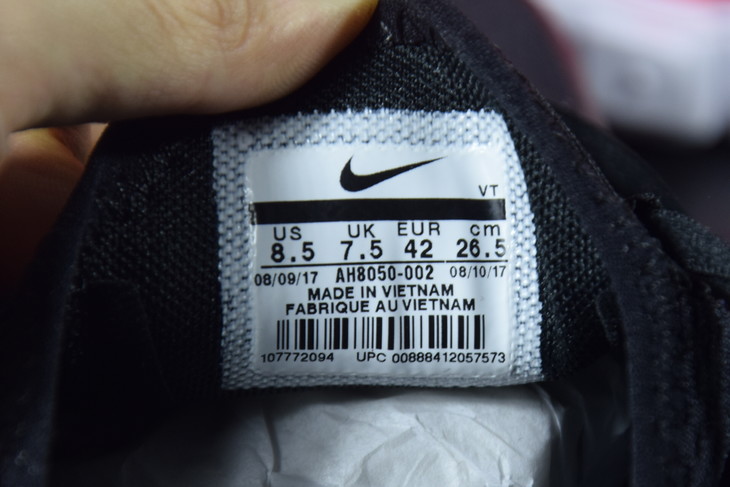 VT
US UK EUR cm
8.5 7.5 42 26.5
08/09/17 AH8050-002 08/10/17
MADE IN VIETNAM
FABRIQUE AU VIETNAM
107772094 UPC 00888412057573